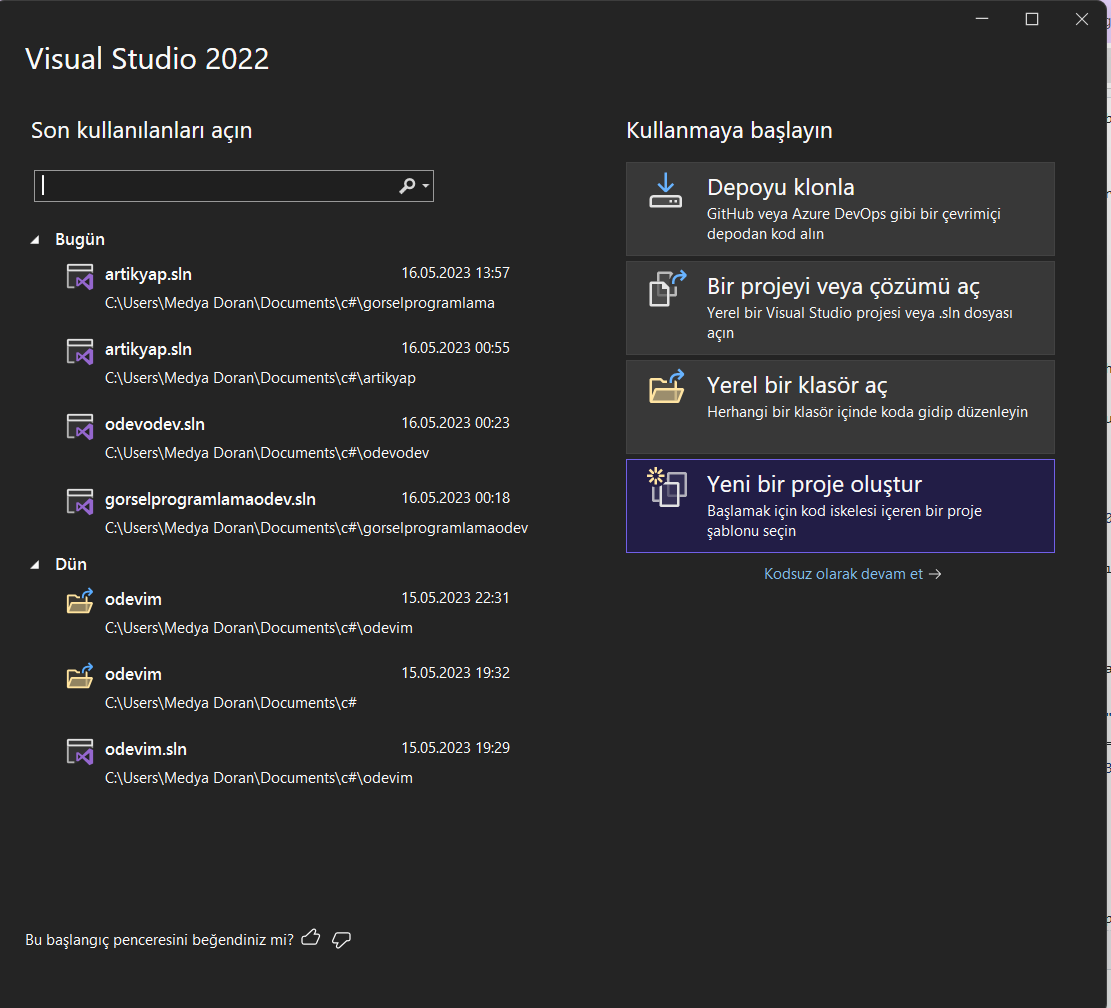 Visual Studio 2022
Son kullanılanları açın
Bugün
artikyap.sln 16.05.2023 13:57
C:\Users\Medya Doran\Documents\c#\gorselprogramlama
artikyap.sln 16.05.2023 00:55
C:\Users\Medya Doran\Documents\c#\artikyap
odevodev.sln 16.05.2023 00:23
C:\Users\Medya Doran\Documents\c#\odevodev
gorselprogramlamaodev.sln 16.05.2023 00:18
C:\Users\Medya Doran\Documents\c#\gorselprogramlamaodev
Dün
odevim 15.05.2023 22:31
C:\Users\Medya Doran\Documents\c#\odevim
odevim 15.05.2023 19:32
C:\Users\Medya Doran\Documents\c#
odevim.sln 15.05.2023 19:29
C:\Users\Medya Doran\Documents\c#\odevim
Kullanmaya başlayın
Depoyu klonla
GitHub veya Azure DevOps gibi bir çevrimiçi
depodan kod alın
Bir projeyi veya çözümü aç
Yerel bir Visual Studio projesi veya .sln dosyası
açın
Yerel bir klasör aç
Herhangi bir klasör içinde koda gidip düzenleyin
Yeni bir proje oluştur
Başlamak için kod iskelesi içeren bir proje
şablonu seçin
Kodsuz olarak devam et →
Bu başlangıç penceresini beğendiniz mi?